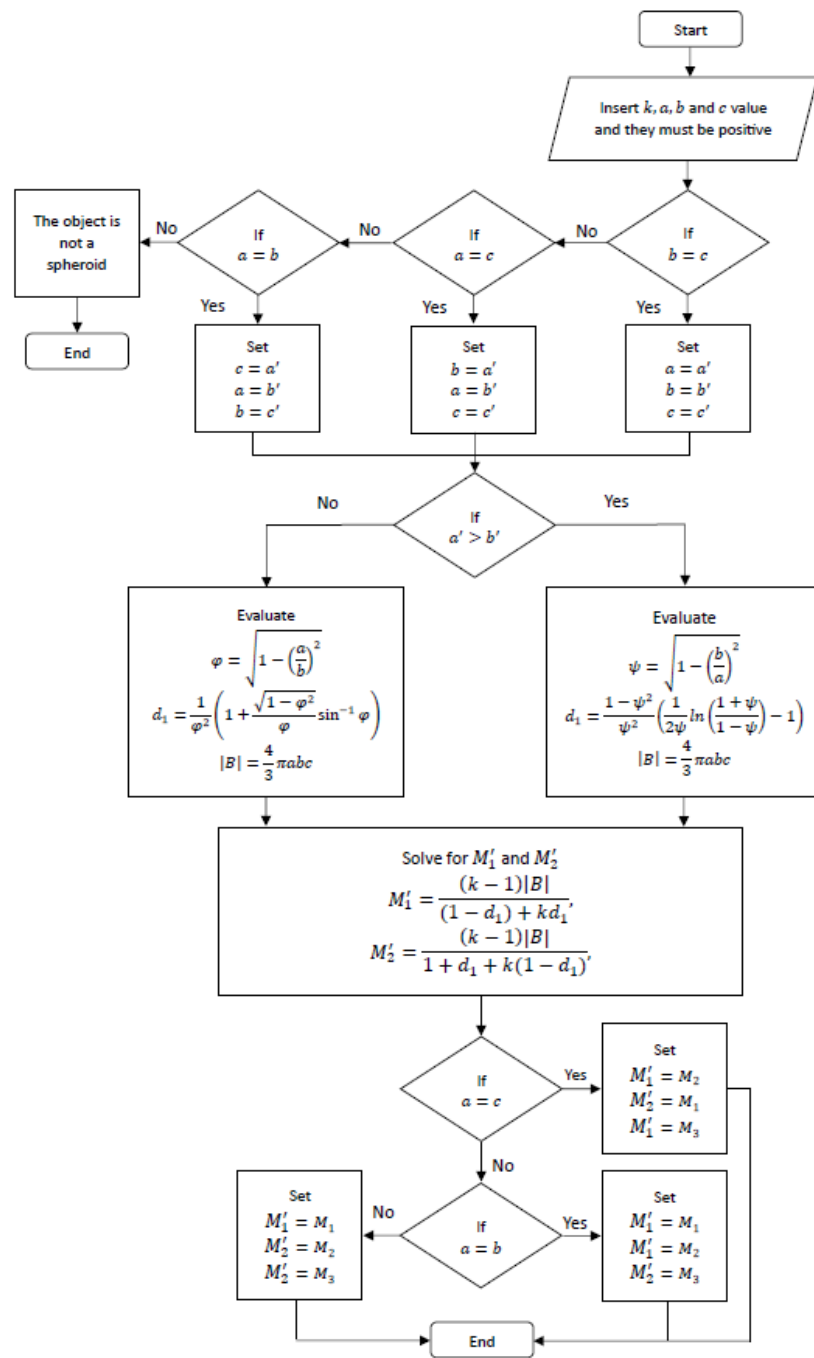 Start
Insert k, a, b and c value
and they must be positive
If
b = c
No
If
a = c
No
If
a = b
No
The object is
not a
spheroid
End
Yes
Yes
Yes
Set
c = a′
a = b′
b = c′
Set
b = a′
a = b′
c = c′
Set
a = a′
b = b′
c = c′
If
a′ > b′
No
Yes
Evaluate
φ = √(1 − (a/b)²)
d₁ = 1/φ² (1 + √(1 − φ²)/φ sin⁻¹ φ)
|B| = 4/3 πabc
Evaluate
ψ = √(1 − (b/a)²)
d₁ = (1 − ψ²)/ψ² (1/2ψ ln((1 + ψ)/(1 − ψ)) − 1)
|B| = 4/3 πabc
Solve for M′₁ and M′₂
M′₁ = (k − 1)|B| / (1 − d₁) + kd₁,
M′₂ = (k − 1)|B| / 1 + d₁ + k(1 − d₁),
If
a = c
Yes
Set
M′₁ = M₂
M′₂ = M₁
M′₁ = M₃
No
If
a = b
No
Set
M′₁ = M₁
M′₂ = M₂
M′₂ = M₃
Yes
Set
M′₁ = M₁
M′₁ = M₂
M′₂ = M₃
End